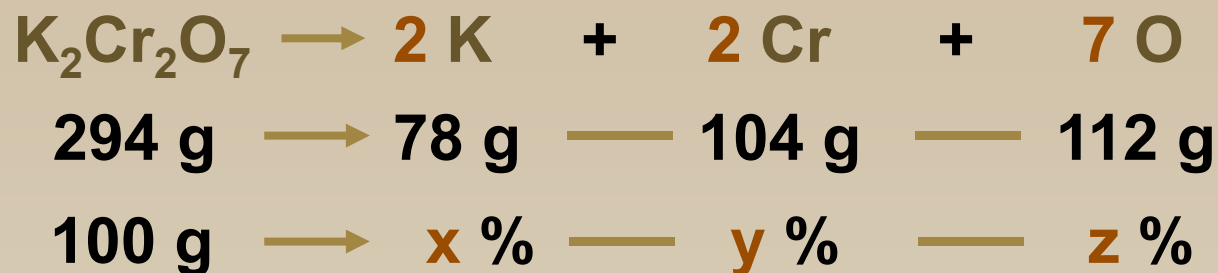 K₂Cr₂O₇ → 2 K + 2 Cr + 7 O
294 g → 78 g — 104 g — 112 g
100 g → x % — y % — z %